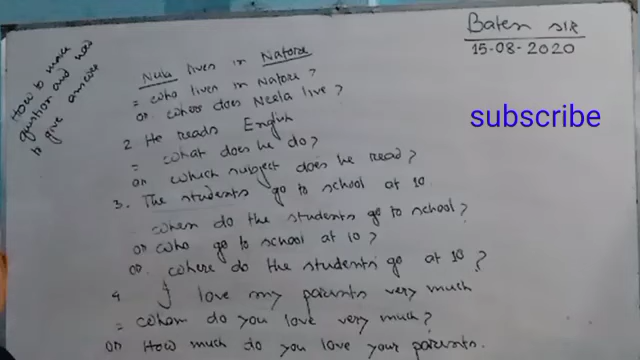 Baten sir
15-08-2020
How to make
question and how
to give answer
Neela lives in Natore
= Who lives in Natore?
or Where does Neela live?
2 He reads English
= What does he do?
or Which subject does he read?
3. The students go to school at 10
When do the students go to school?
or Who go to school at 10?
or. Where do the students go at 10?
4 I love my parents very much
= Whom do you love very much?
or How much do you love your parents.
subscribe